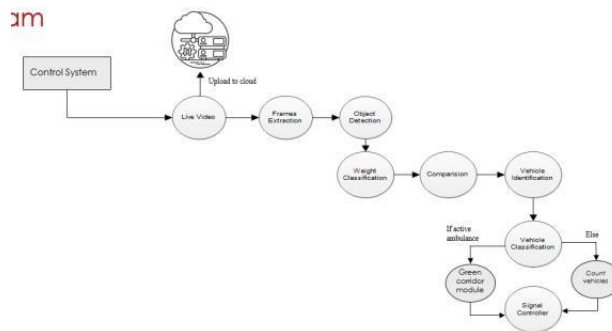 am
Control System
Upload to cloud
Live Video
Frames
Extraction
Object
Detection
Weight
Classification
Comparision
Vehicle
Identification
If active
ambulance
Vehicle
Classification
Else
Green
corridor
module
Count
vehicles
Signal
Controller